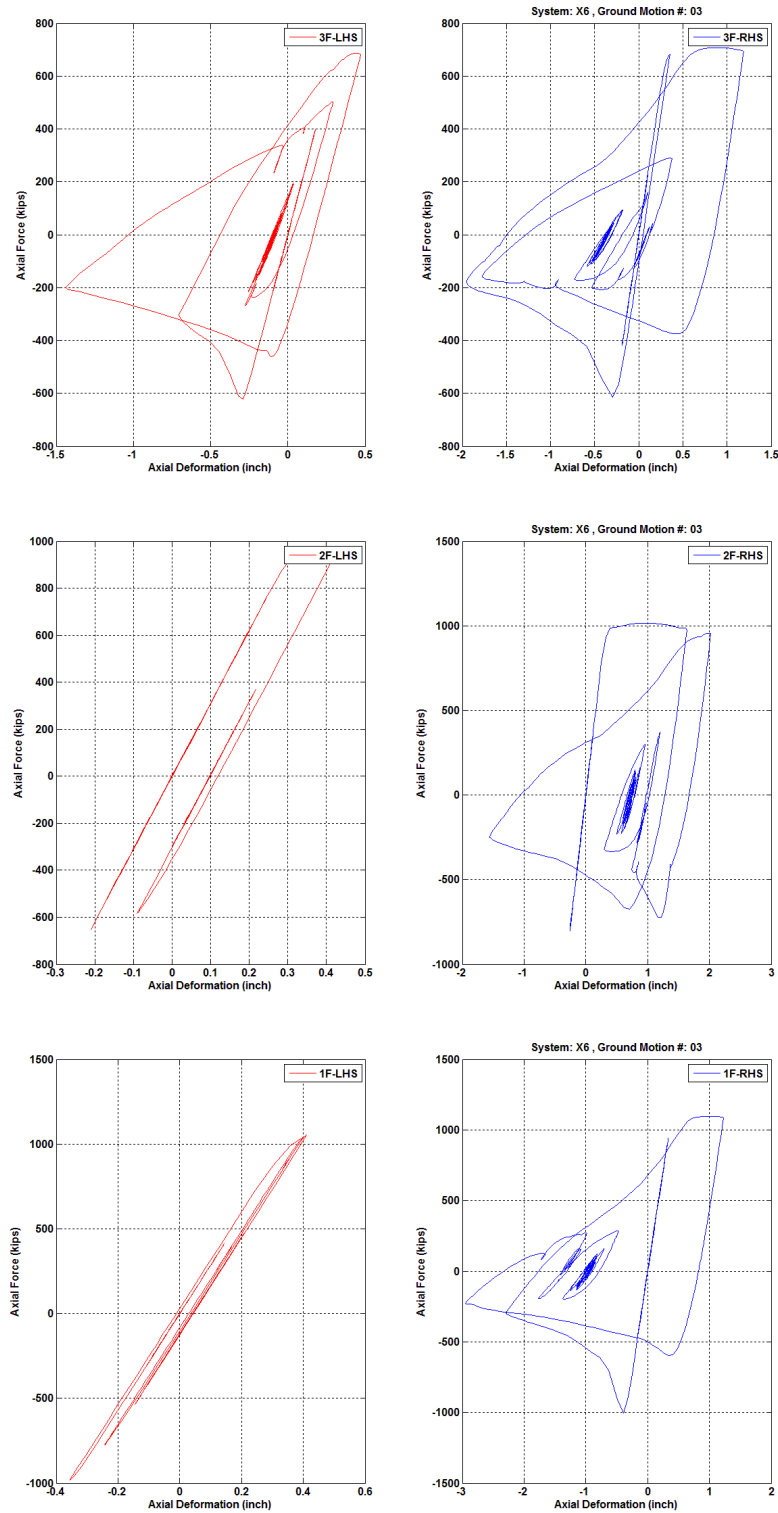 3F-LHS
800
600
400
200
0
-200
-400
-600
-800
Axial Force (kips)
-1.5 -1 -0.5 0 0.5
Axial Deformation (inch)
System: X6 , Ground Motion #: 03
3F-RHS
800
600
400
200
0
-200
-400
-600
-800
Axial Force (kips)
-2 -1.5 -1 -0.5 0 0.5 1 1.5
Axial Deformation (inch)
2F-LHS
1000
800
600
400
200
0
-200
-400
-600
-800
Axial Force (kips)
-0.3 -0.2 -0.1 0 0.1 0.2 0.3 0.4 0.5
Axial Deformation (inch)
System: X6 , Ground Motion #: 03
2F-RHS
1500
1000
500
0
-500
-1000
Axial Force (kips)
-2 -1 0 1 2 3
Axial Deformation (inch)
1F-LHS
1500
1000
500
0
-500
-1000
Axial Force (kips)
-0.4 -0.2 0 0.2 0.4 0.6
Axial Deformation (inch)
System: X6 , Ground Motion #: 03
1F-RHS
1500
1000
500
0
-500
-1000
-1500
Axial Force (kips)
-3 -2 -1 0 1 2
Axial Deformation (inch)